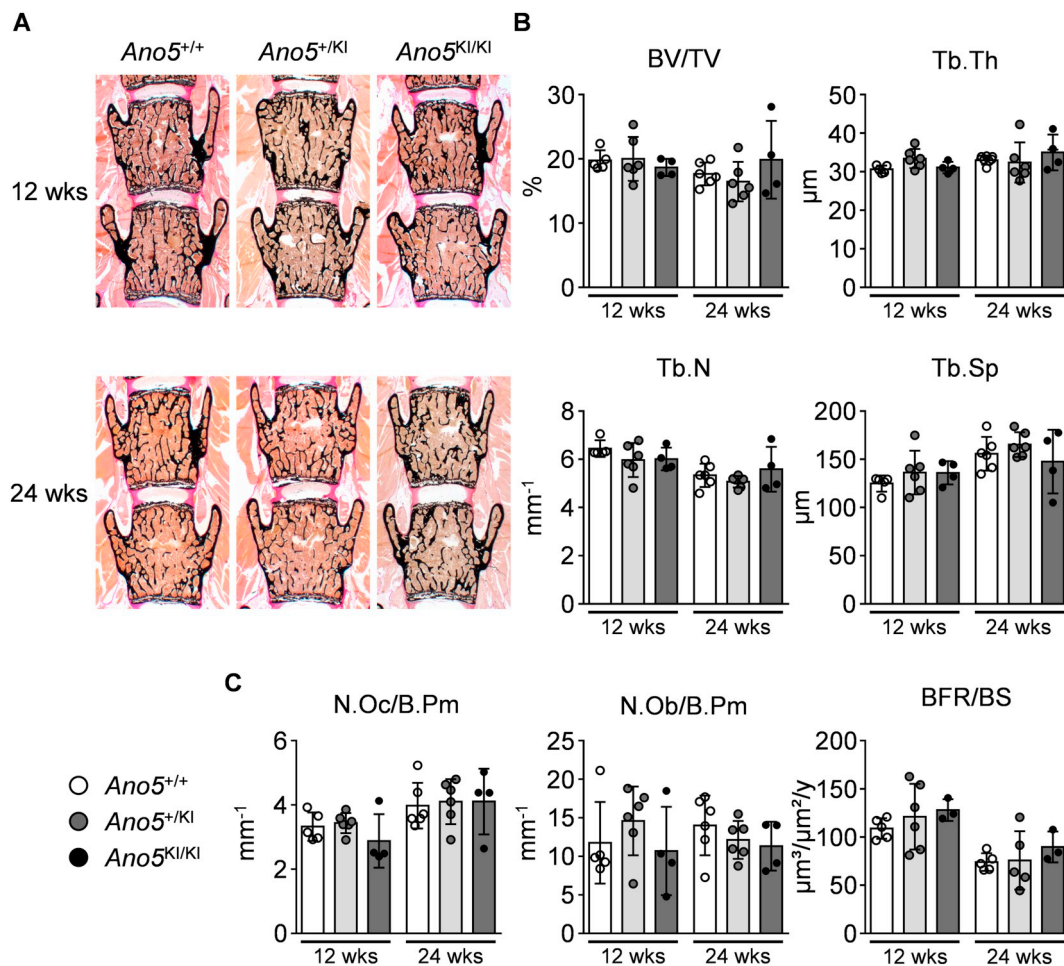 A
Ano5+/+
Ano5+/KI
Ano5KI/KI
12 wks
24 wks
B
BV/TV
30
20
10
0
%
12 wks
24 wks
Tb.Th
50
40
30
20
10
0
µm
12 wks
24 wks
Tb.N
8
6
4
2
0
mm-1
12 wks
24 wks
Tb.Sp
200
150
100
50
0
µm
12 wks
24 wks
C
Ano5+/+
Ano5+/KI
Ano5KI/KI
N.Oc/B.Pm
6
4
2
0
mm-1
12 wks
24 wks
N.Ob/B.Pm
25
20
15
10
5
0
mm-1
12 wks
24 wks
BFR/BS
200
150
100
50
0
µm³/µm²/y
12 wks
24 wks